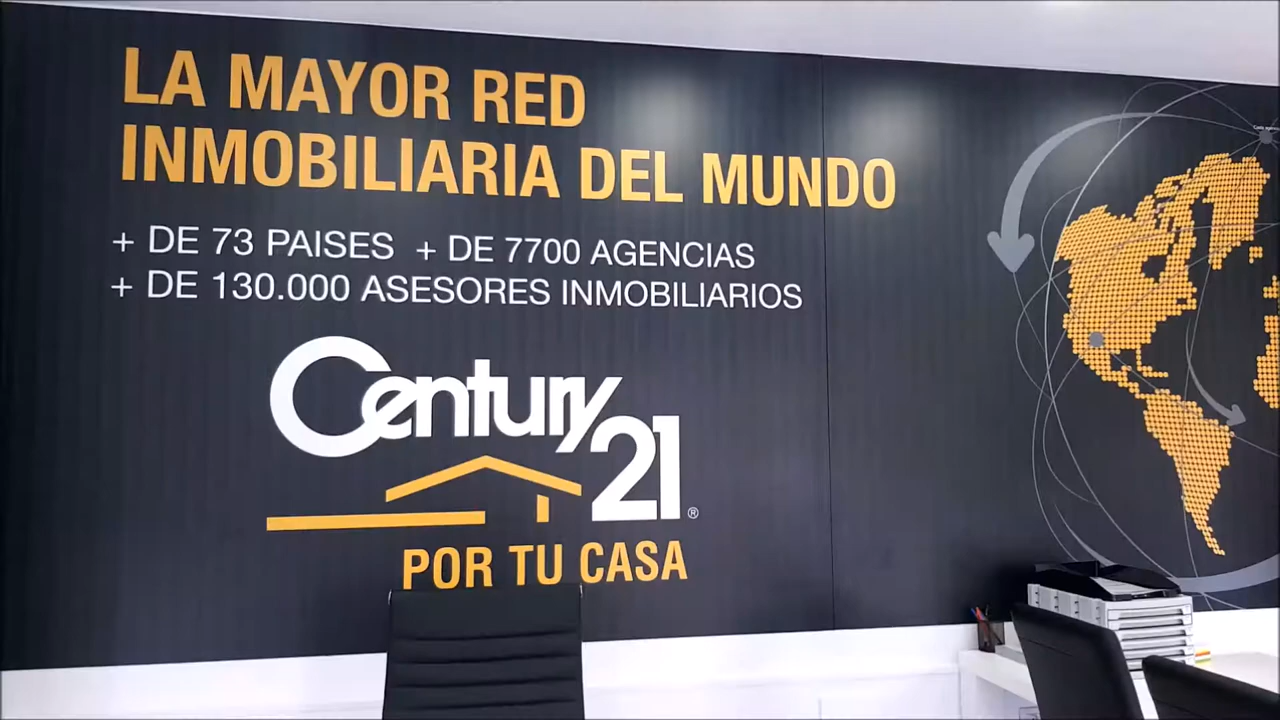 LA MAYOR RED
INMOBILIARIA DEL MUNDO
+ DE 73 PAISES + DE 7700 AGENCIAS
+ DE 130.000 ASESORES INMOBILIARIOS
Century
21®
POR TU CASA